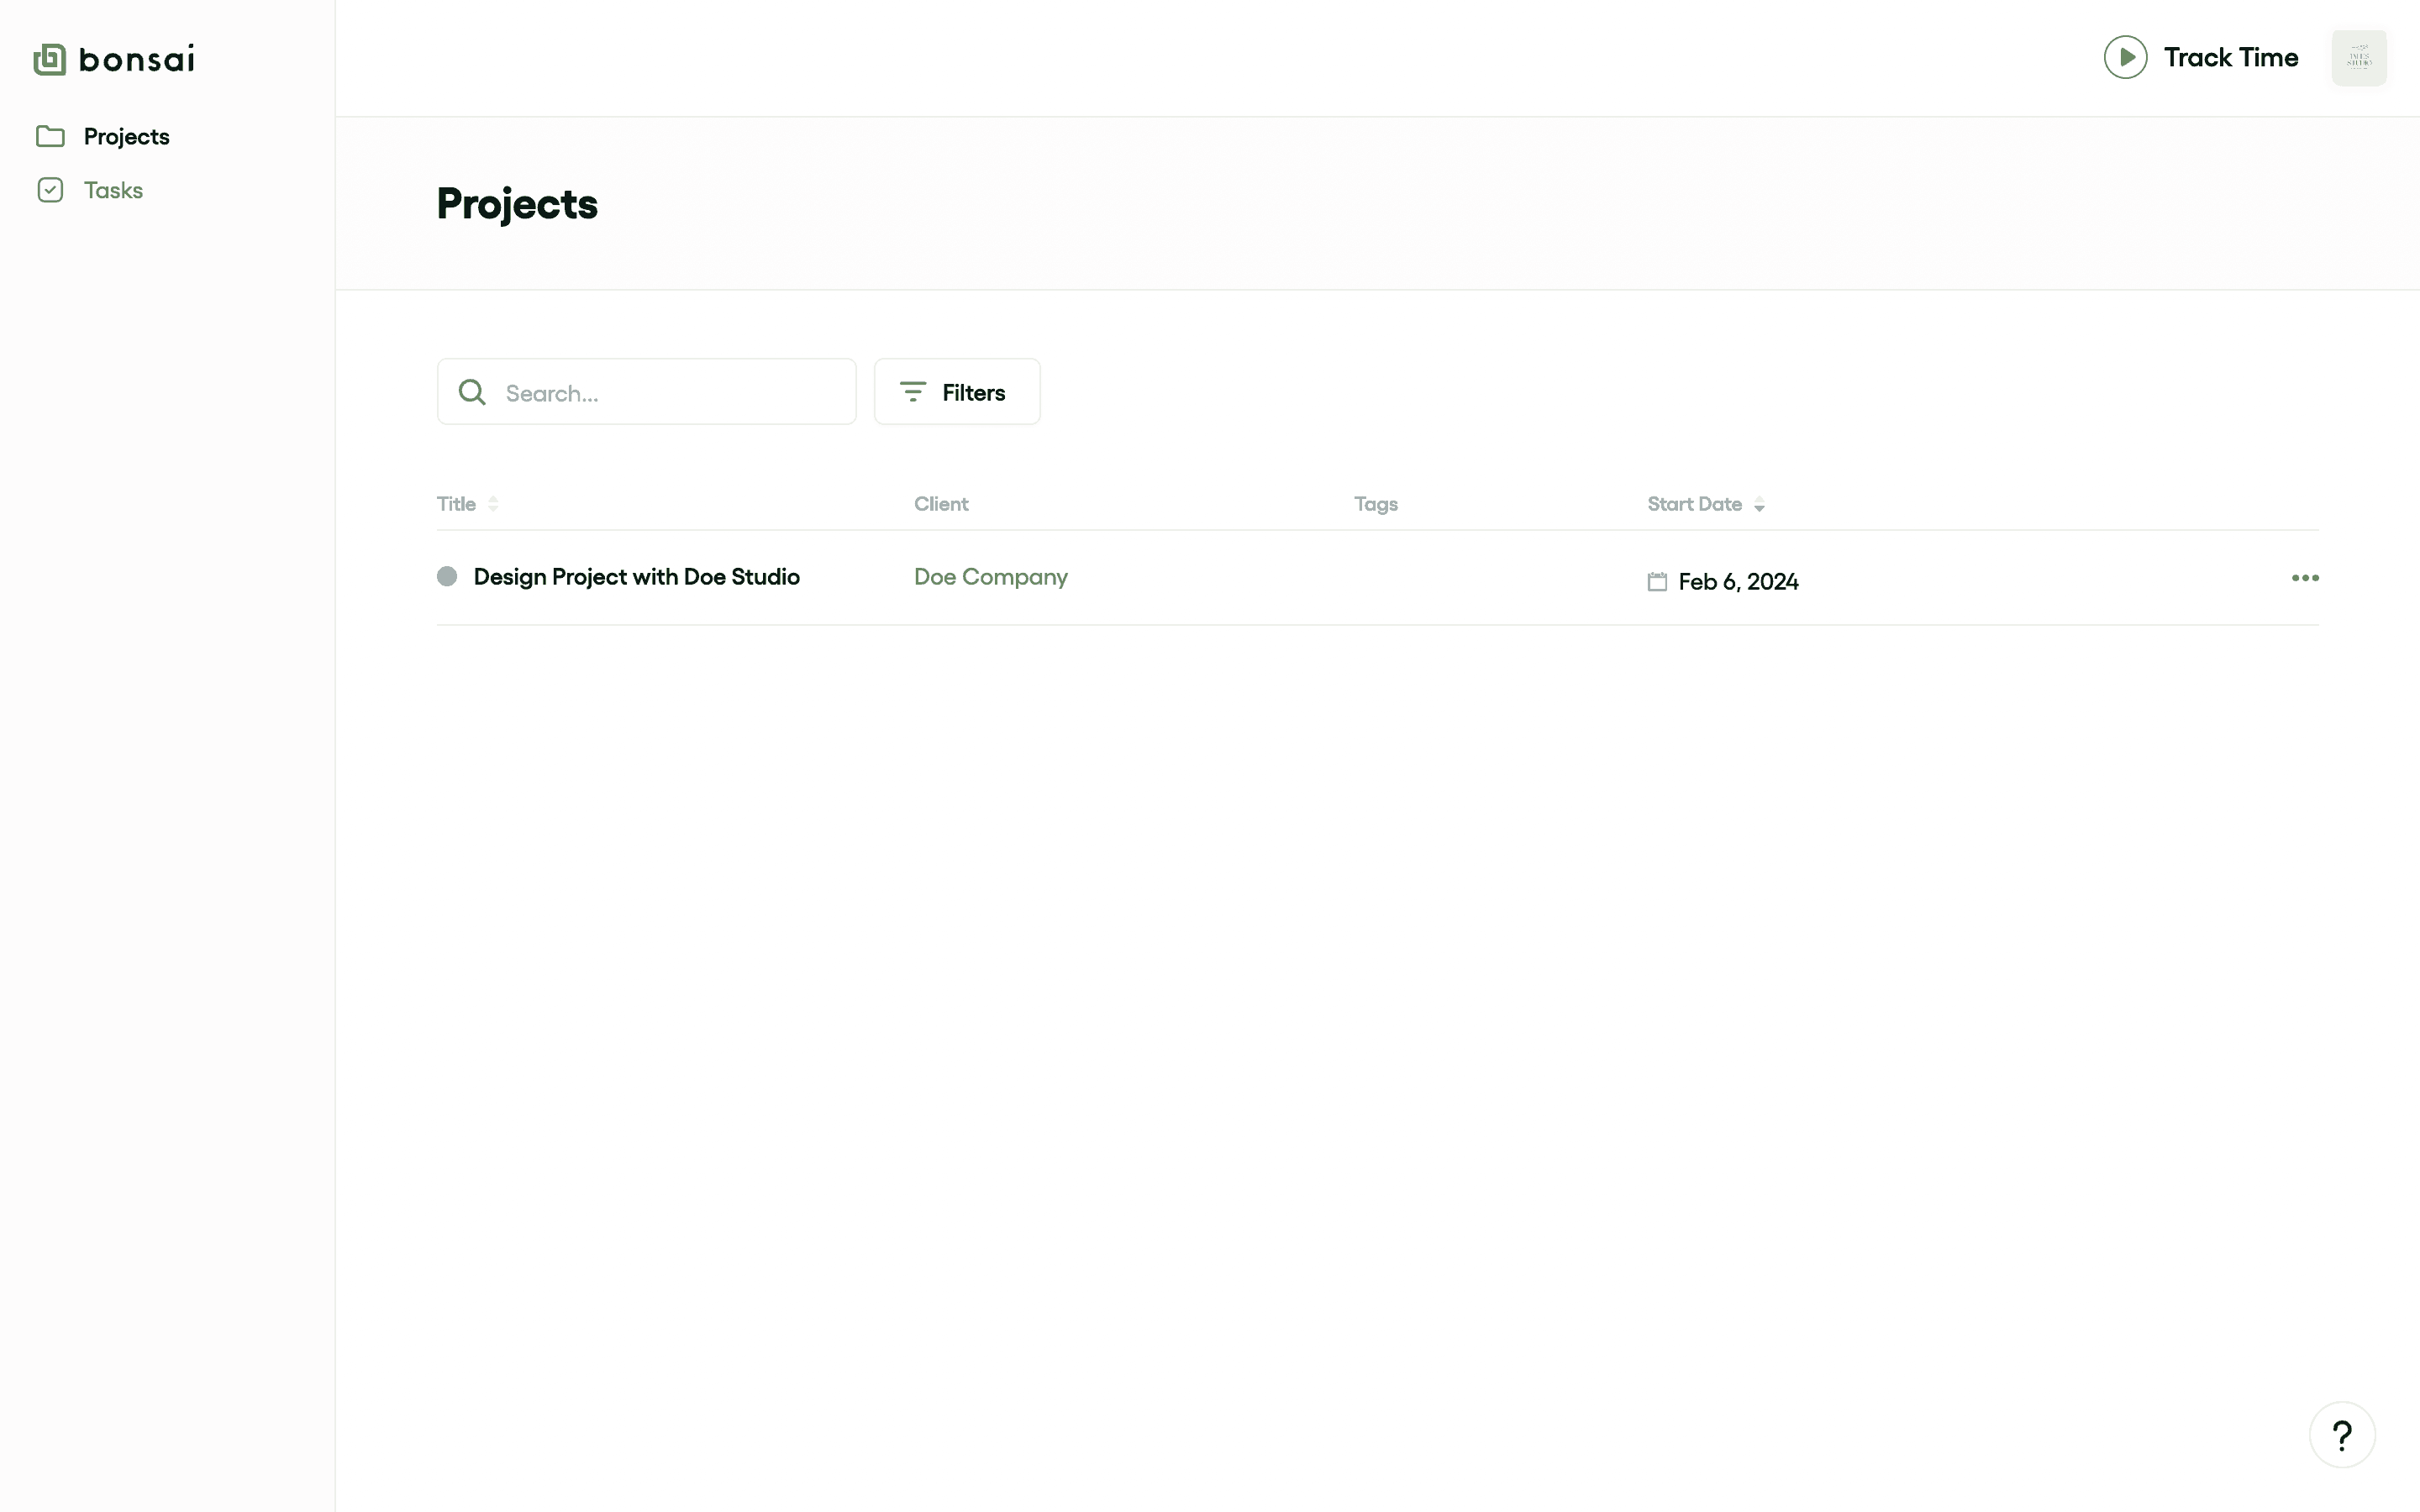 bonsai
Track Time
Projects
Tasks
Projects
Search...
Filters
Title Client Tags Start Date
Design Project with Doe Studio Doe Company Feb 6, 2024
?